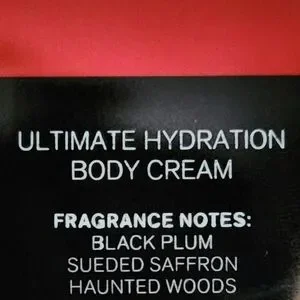 ULTIMATE HYDRATION
BODY CREAM
FRAGRANCE NOTES:
BLACK PLUM
SUEDED SAFFRON
HAUNTED WOODS